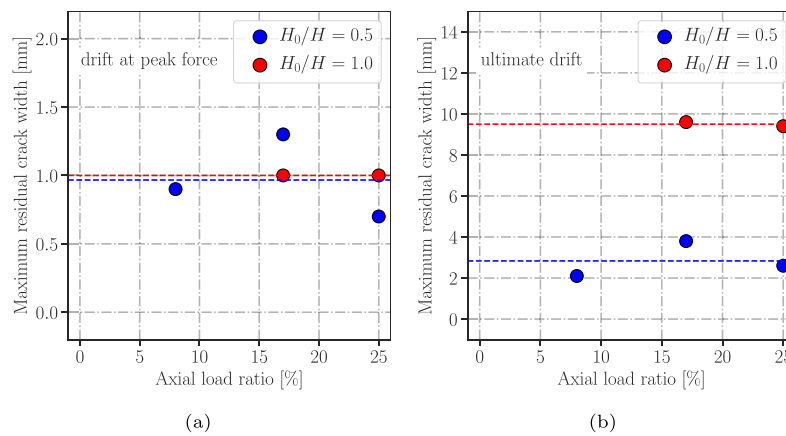 drift at peak force
H₀/H = 0.5
H₀/H = 1.0
2.0
1.5
1.0
0.5
0.0
Maximum residual crack width [mm]
0 5 10 15 20 25
Axial load ratio [%]
(a)
ultimate drift
H₀/H = 0.5
H₀/H = 1.0
14
12
10
8
6
4
2
0
Maximum residual crack width [mm]
0 5 10 15 20 25
Axial load ratio [%]
(b)